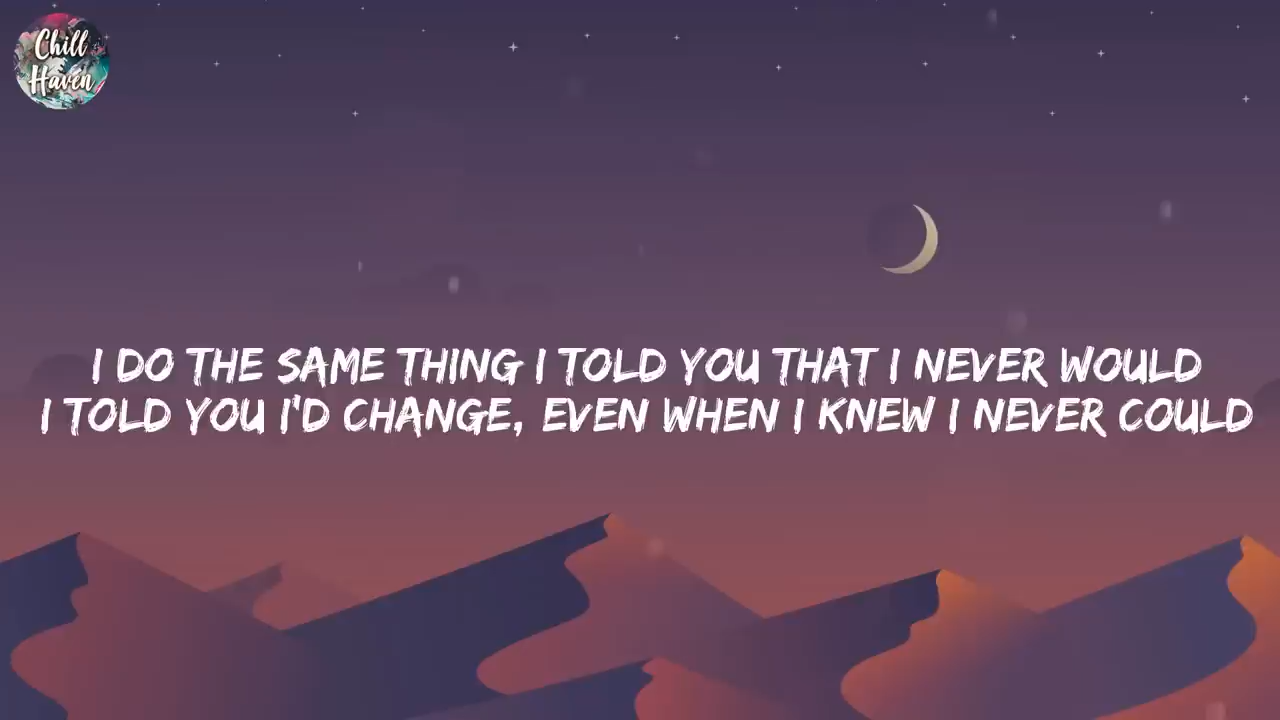 Chill
Haven
I DO THE SAME THING I TOLD YOU THAT I NEVER WOULD
I TOLD YOU I'D CHANGE, EVEN WHEN I KNEW I NEVER COULD